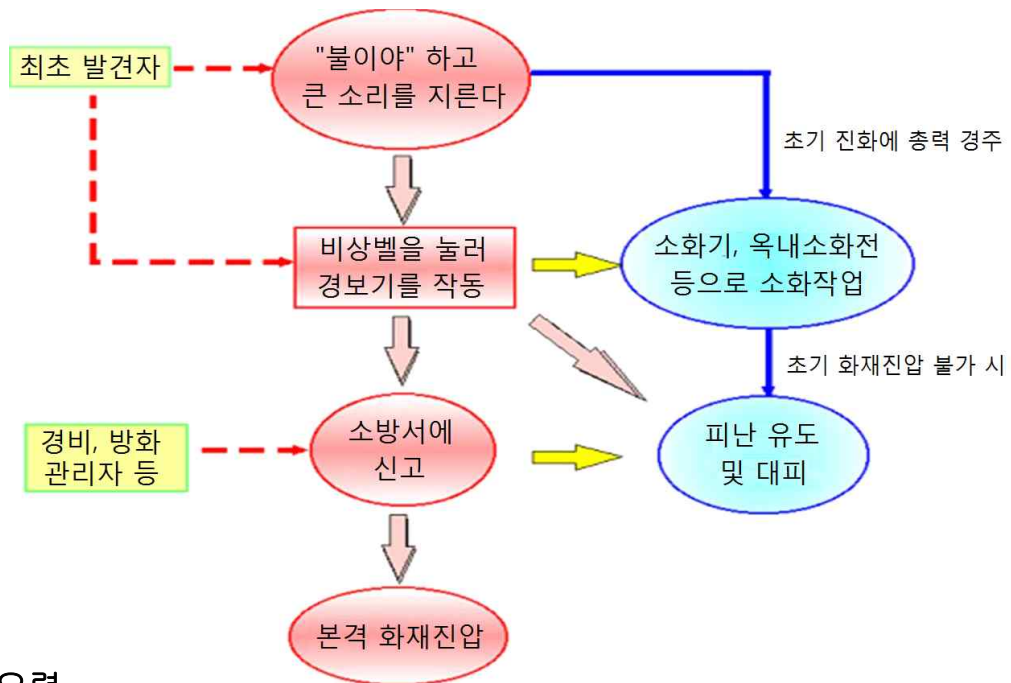 최초 발견자
"불이야" 하고
큰 소리를 지른다
초기 진화에 총력 경주
비상벨을 눌러
경보기를 작동
소화기, 옥내소화전
등으로 소화작업
초기 화재진압 불가 시
경비, 방화
관리자 등
소방서에
신고
피난 유도
및 대피
본격 화재진압